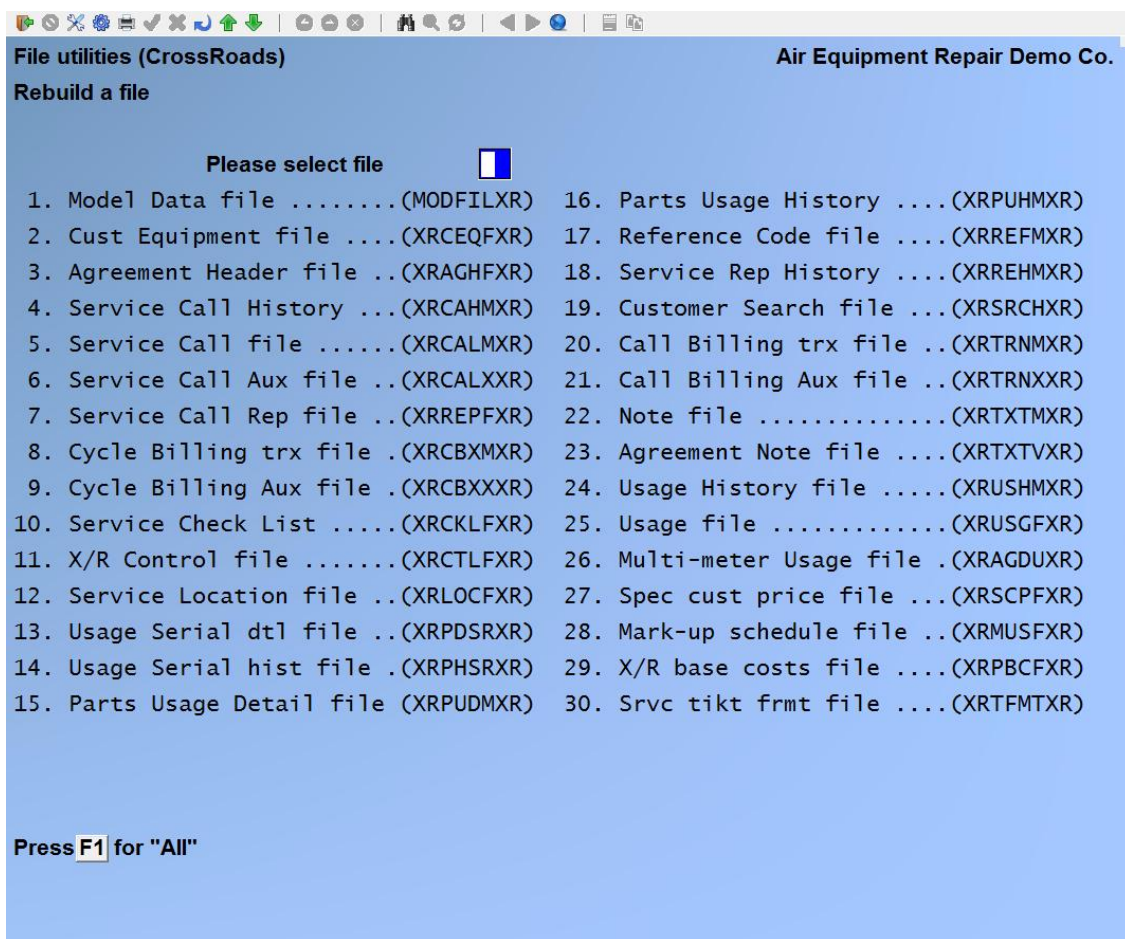 File utilities (CrossRoads) Air Equipment Repair Demo Co.
Rebuild a file
Please select file
1. Model Data file ........(MODFILXR) 16. Parts Usage History ....(XRPUHMXR)
2. Cust Equipment file ....(XRCEQFXR) 17. Reference Code file ....(XRREFMXR)
3. Agreement Header file ..(XRAGHFXR) 18. Service Rep History ....(XRREHMXR)
4. Service Call History ...(XRCAHMXR) 19. Customer Search file ...(XRSRCHXR)
5. Service Call file ......(XRCALMXR) 20. Call Billing trx file ..(XRTRNMXR)
6. Service Call Aux file ..(XRCALXXR) 21. Call Billing Aux file ..(XRTRNXXR)
7. Service Call Rep file ..(XRREPFXR) 22. Note file ..............(XRTXTMXR)
8. Cycle Billing trx file .(XRCBXMXR) 23. Agreement Note file ....(XRTXTVXR)
9. Cycle Billing Aux file .(XRCBXXXR) 24. Usage History file .....(XRUSHMXR)
10. Service Check List .....(XRCKLFXR) 25. Usage file .............(XRUSGFXR)
11. X/R Control file .......(XRCTLFXR) 26. Multi-meter Usage file .(XRAGDUXR)
12. Service Location file ..(XRLOCFXR) 27. Spec cust price file ...(XRSCPFXR)
13. Usage Serial dtl file ..(XRPDSRXR) 28. Mark-up schedule file ..(XRMUSFXR)
14. Usage Serial hist file .(XRPHSRXR) 29. X/R base costs file ....(XRPBCFXR)
15. Parts Usage Detail file (XRPUDMXR) 30. Srvc tikt frmt file ....(XRTFMTXR)
Press F1 for "All"